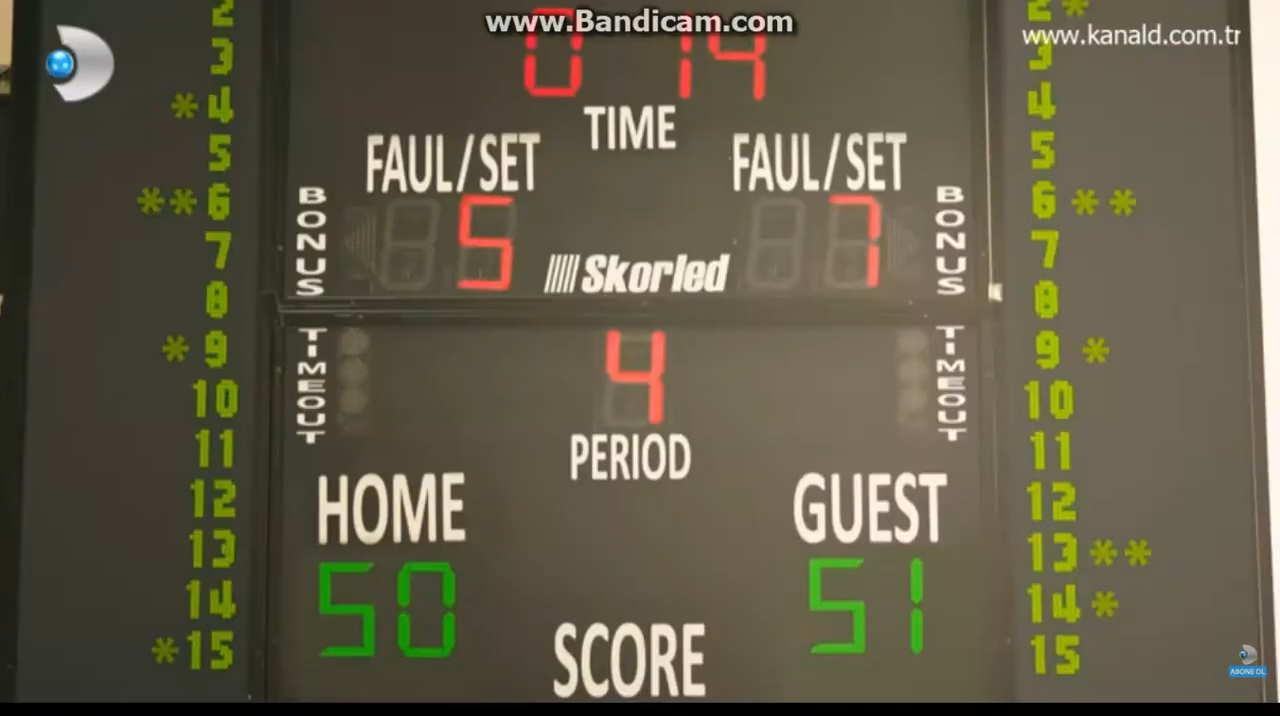 www.Bandicam.com
www.kanald.com.tr
2
3
*4
5
**6
7
8
*9
10
11
12
13
14
*15
0 14
TIME
FAUL/SET
FAUL/SET
BONUS
5
7
BONUS
Skorled
TIMEOUT
4
TIMEOUT
PERIOD
HOME
GUEST
50
51
SCORE
2*
3
4
5
6**
7
8
9*
10
11
12
13**
14*
15
ABONE OL